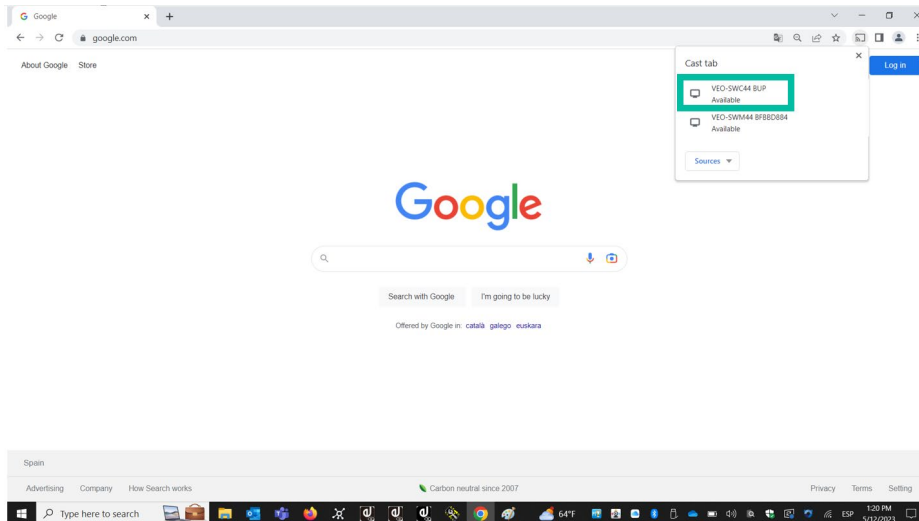 Google
google.com
About Google Store
Log in
Cast tab
VEO-SWC44 BUP
Available
VEO-SWM44 BFBBD884
Available
Sources
Google
Search with Google I'm going to be lucky
Offered by Google in: català galego euskara
Spain
Advertising Company How Search works Carbon neutral since 2007 Privacy Terms Setting
Type here to search 64°F ESP 1:20 PM
5/12/2023